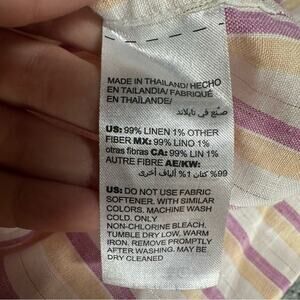 MADE IN THAILAND/ HECHO
EN TAILANDIA/ FABRIQUÉ
EN THAÏLANDE/
صنع في تايلاند
US: 99% LINEN 1% OTHER
FIBER MX: 99% LINO 1%
otras fibras CA: 99% LIN 1%
AUTRE FIBRE AE/KW:
99% كتان 1% ألياف أخرى
US: DO NOT USE FABRIC
SOFTENER. WITH SIMILAR
COLORS. MACHINE WASH
COLD. ONLY
NON-CHLORINE BLEACH.
TUMBLE DRY LOW, WARM
IRON. REMOVE PROMPTLY
AFTER WASHING. MAY BE
DRY CLEANED